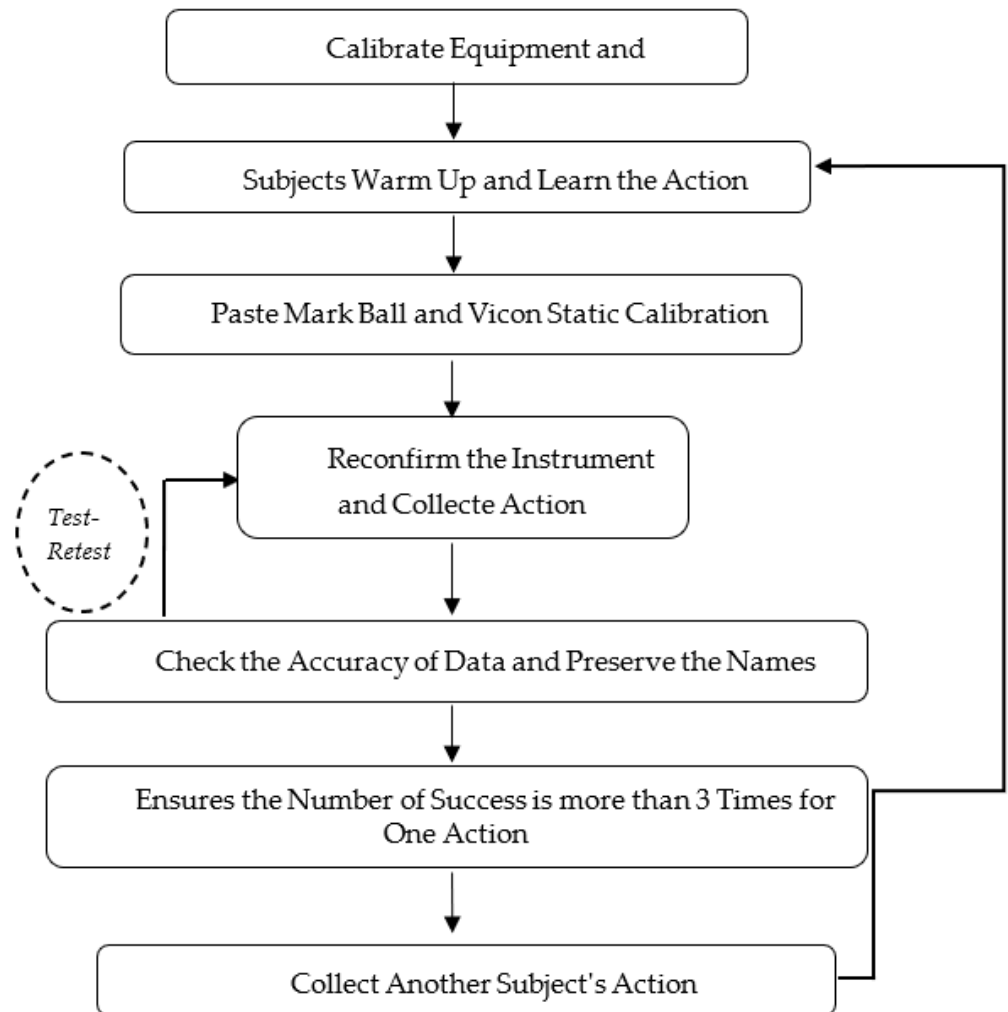 Calibrate Equipment and
Subjects Warm Up and Learn the Action
Paste Mark Ball and Vicon Static Calibration
Reconfirm the Instrument
and Collecte Action
Test-
Retest
Check the Accuracy of Data and Preserve the Names
Ensures the Number of Success is more than 3 Times for
One Action
Collect Another Subject's Action